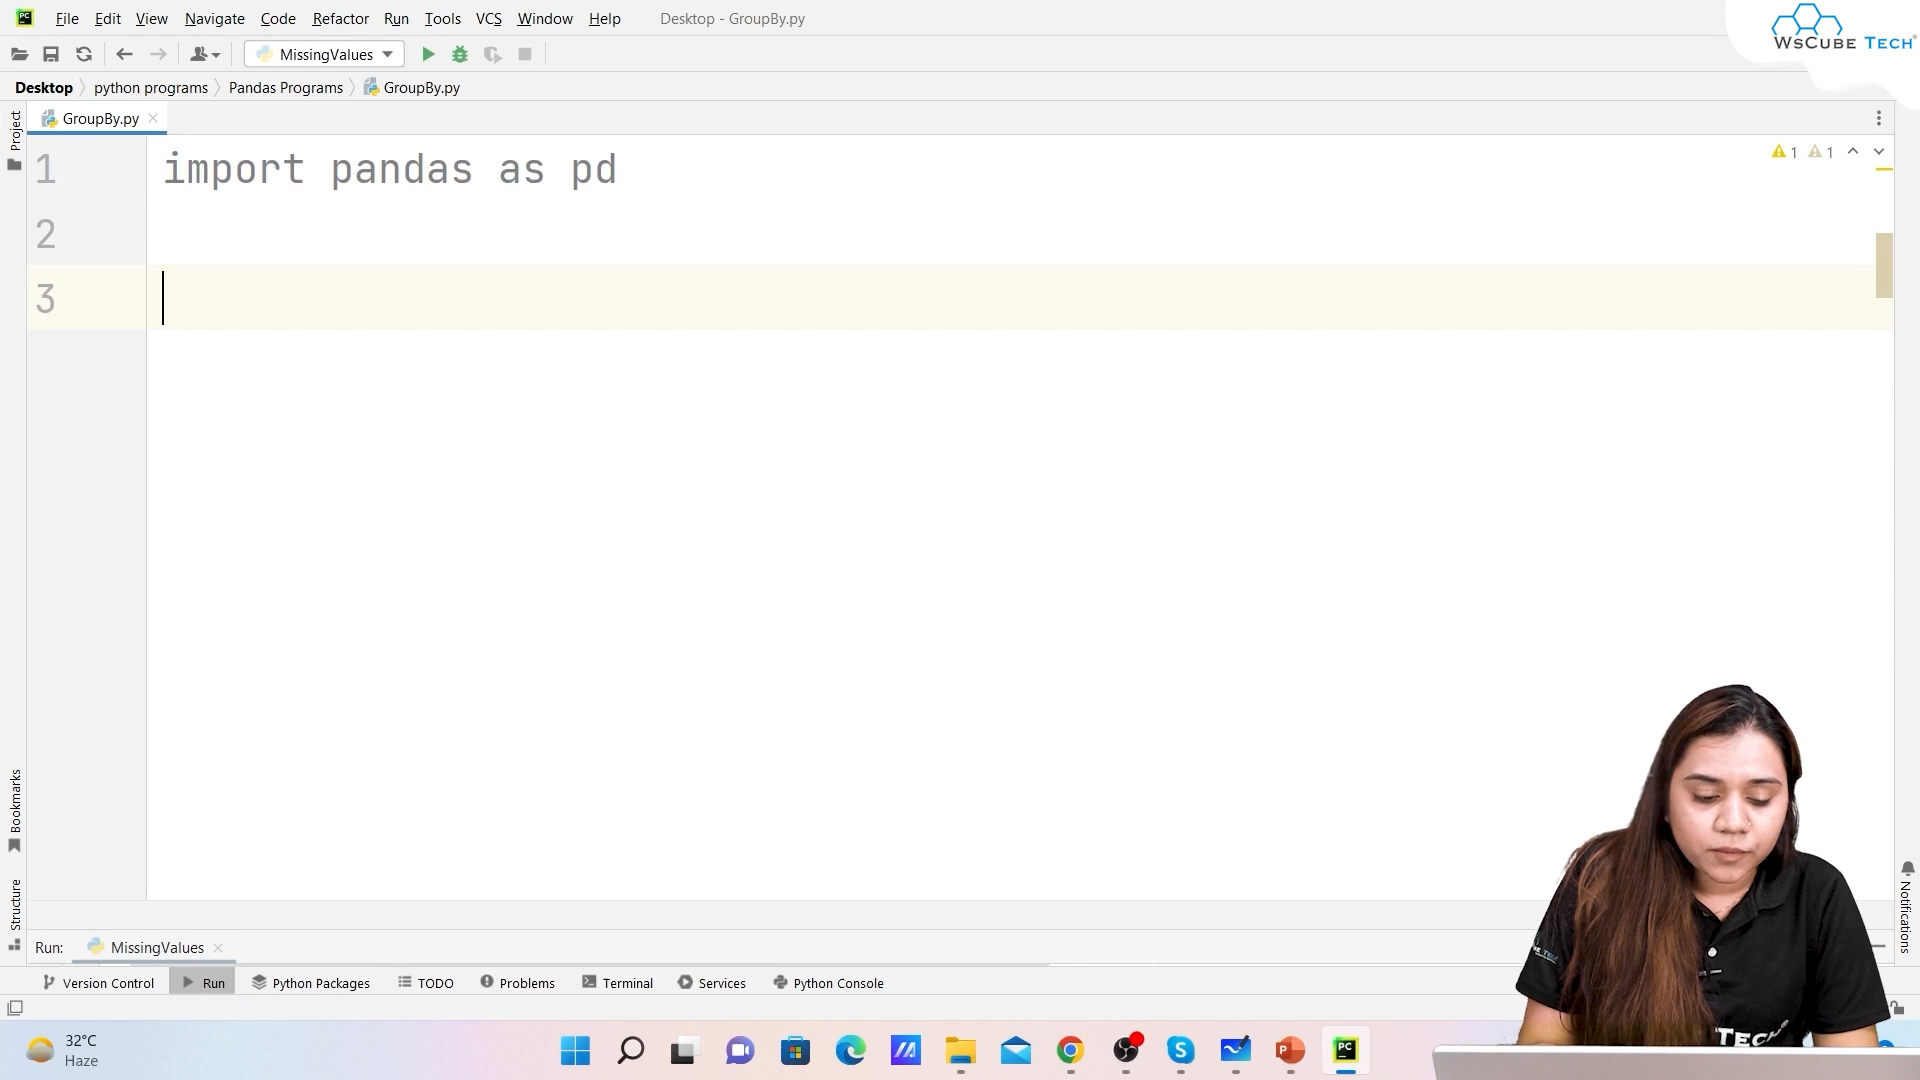 File Edit View Navigate Code Refactor Run Tools VCS Window Help Desktop - GroupBy.py
WsCube Tech
MissingValues
Desktop python programs Pandas Programs GroupBy.py
GroupBy.py
Project
1 import pandas as pd
1 1
2
3
Bookmarks
Structure
Notifications
Run: MissingValues
Version Control Run Python Packages TODO Problems Terminal Services Python Console
32°C
Haze
TECH